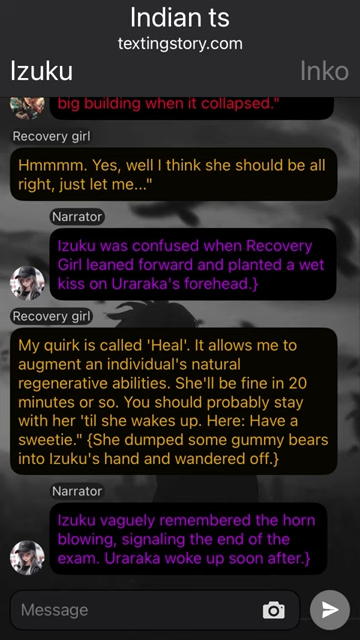 Indian ts
textingstory.com
Izuku
Inko
big building when it collapsed."
Recovery girl
Hmmmm. Yes, well I think she should be all
right, just let me..."
Narrator
Izuku was confused when Recovery
Girl leaned forward and planted a wet
kiss on Uraraka's forehead.}
Recovery girl
My quirk is called 'Heal'. It allows me to
augment an individual's natural
regenerative abilities. She'll be fine in 20
minutes or so. You should probably stay
with her 'til she wakes up. Here: Have a
sweetie." {She dumped some gummy bears
into Izuku's hand and wandered off.}
Narrator
Izuku vaguely remembered the horn
blowing, signaling the end of the
exam. Uraraka woke up soon after.}
Message